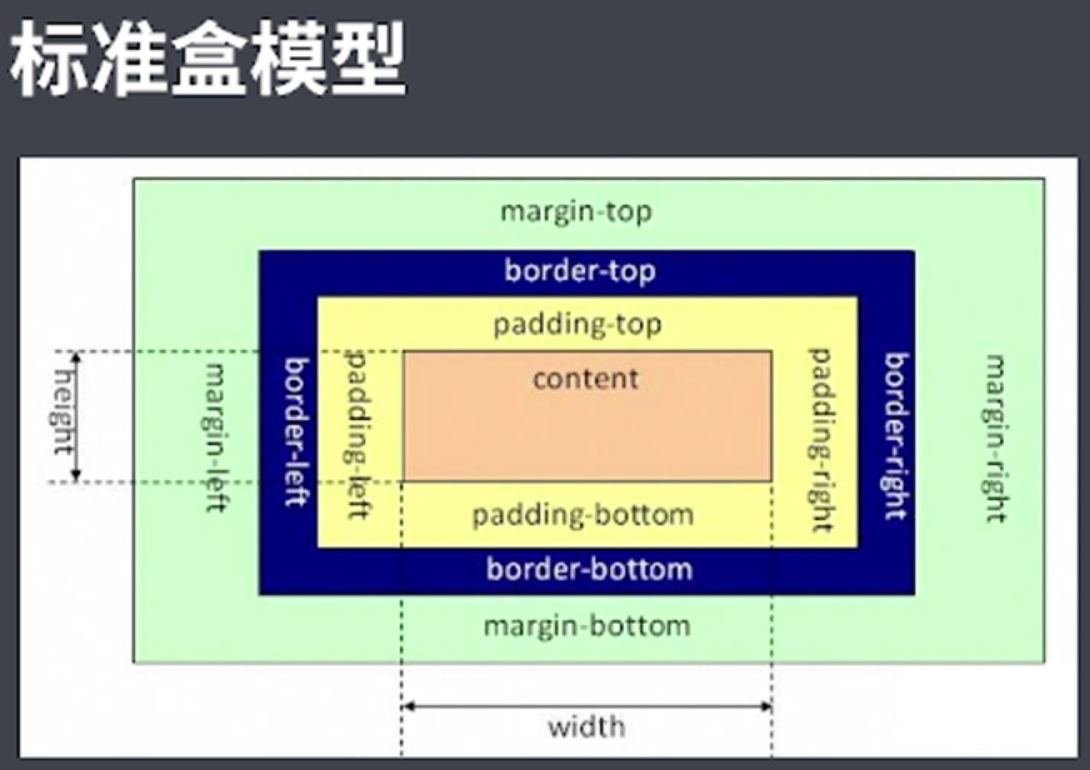 标准盒模型
margin-top
border-top
padding-top
content
height
margin-left
border-left
padding-left
padding-right
border-right
margin-right
padding-bottom
border-bottom
margin-bottom
width